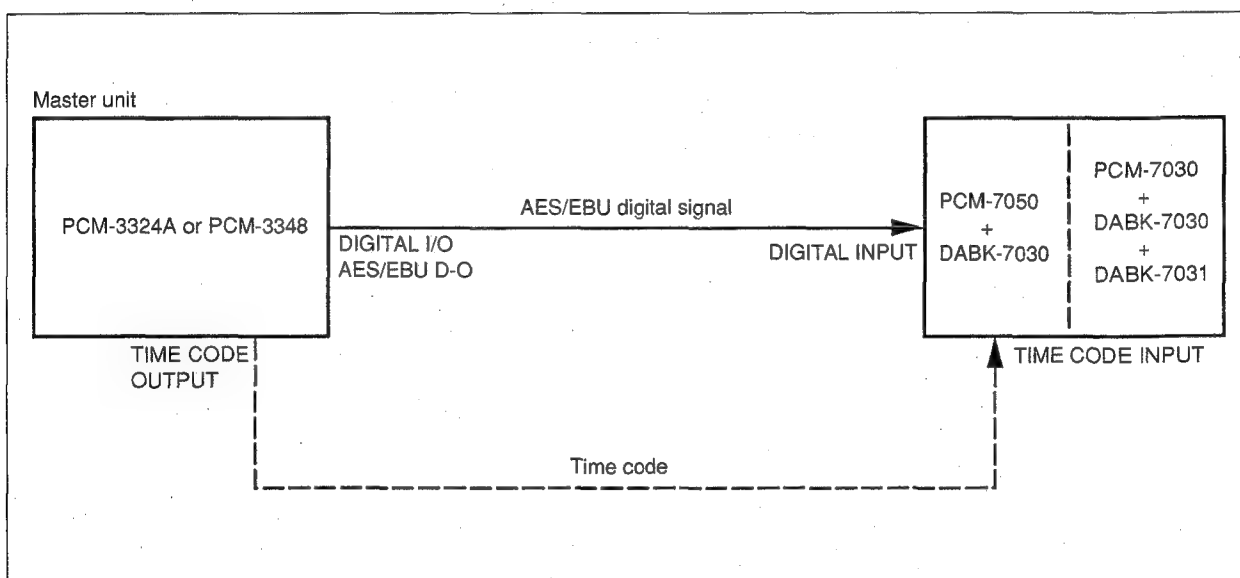 Master unit
PCM-3324A or PCM-3348
AES/EBU digital signal
DIGITAL I/O
AES/EBU D-O
DIGITAL INPUT
PCM-7050
+
DABK-7030
PCM-7030
+
DABK-7030
+
DABK-7031
TIME CODE
OUTPUT
TIME CODE INPUT
Time code